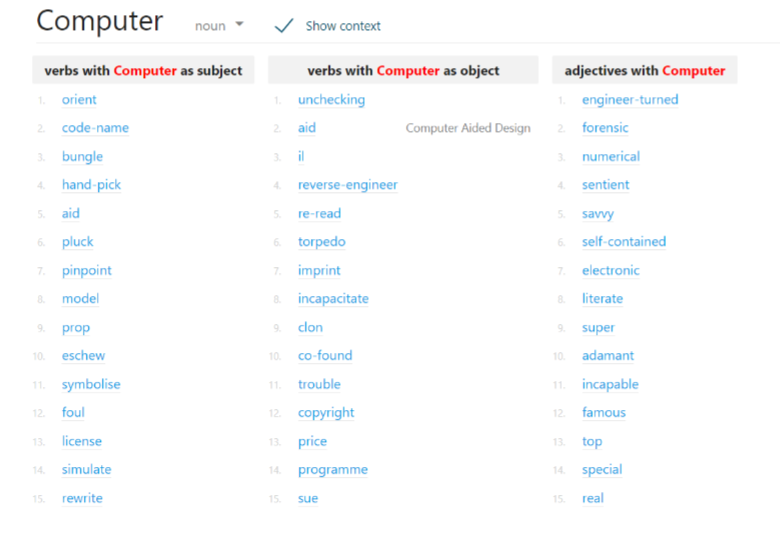 Computer noun Show context
verbs with Computer as subject
1. orient
2. code-name
3. bungle
4. hand-pick
5. aid
6. pluck
7. pinpoint
8. model
9. prop
10. eschew
11. symbolise
12. foul
13. license
14. simulate
15. rewrite
verbs with Computer as object
1. unchecking
2. aid Computer Aided Design
3. il
4. reverse-engineer
5. re-read
6. torpedo
7. imprint
8. incapacitate
9. clon
10. co-found
11. trouble
12. copyright
13. price
14. programme
15. sue
adjectives with Computer
1. engineer-turned
2. forensic
3. numerical
4. sentient
5. savvy
6. self-contained
7. electronic
8. literate
9. super
10. adamant
11. incapable
12. famous
13. top
14. special
15. real